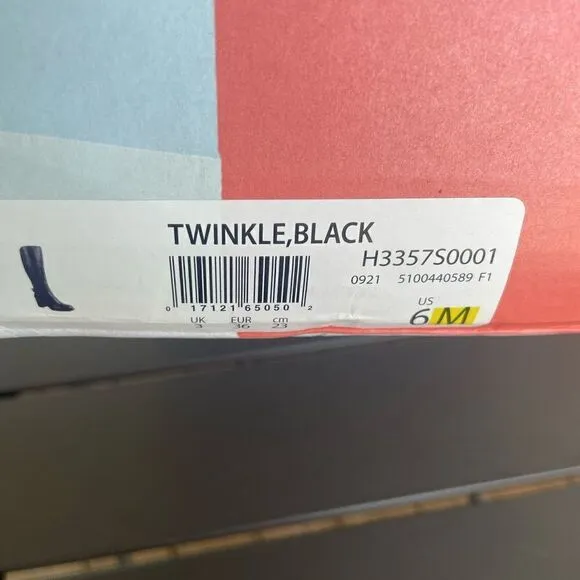 TWINKLE,BLACK
H3357S0001
0921 5100440589 F1
0 17121 65050 2
UK EUR cm
3 36 23
US
6 M